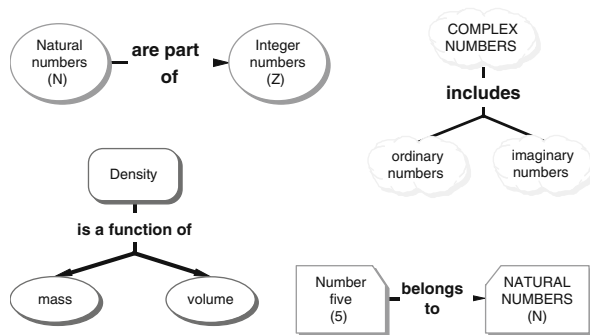 Natural
numbers
(N)
are part
of
Integer
numbers
(Z)
COMPLEX
NUMBERS
includes
ordinary
numbers
imaginary
numbers
Density
is a function of
mass
volume
Number
five
(5)
belongs
to
NATURAL
NUMBERS
(N)